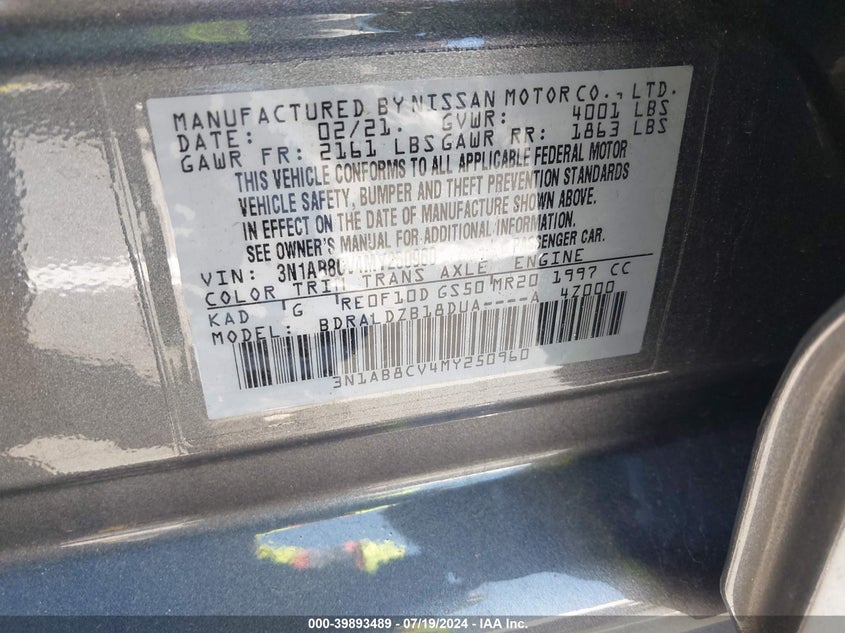 MANUFACTURED BY NISSAN MOTOR CO., LTD.
DATE: 02/21. GVWR: 4001 LBS
GAWR FR: 2161 LBS GAWR RR: 1863 LBS
THIS VEHICLE CONFORMS TO ALL APPLICABLE FEDERAL MOTOR
VEHICLE SAFETY, BUMPER AND THEFT PREVENTION STANDARDS
IN EFFECT ON THE DATE OF MANUFACTURE SHOWN ABOVE.
SEE OWNER'S MANUAL FOR ADDITIONAL INFORMATION.
VIN: 3N1AB8CV4MY250960 PASSENGER CAR.
COLOR TRIM TRANS AXLE ENGINE
KAD G RE0F10D GS50 MR20 1997 CC
MODEL: BDRALDZB18DUA----A 4Z000
3N1AB8CV4MY250960
000-39893489 - 07/19/2024 - IAA Inc.